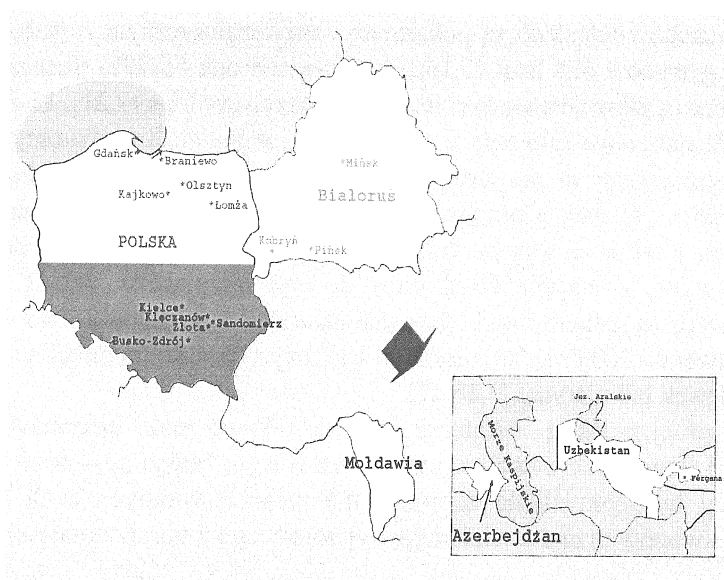 Gdańsk*
*Braniewo
*Olsztyn
Kajkowo*
*Łomża
POLSKA
Kielce*
Klęczanów*
Złota*
*Sandomierz
Busko-Zdrój*
*Mińsk
Białoruś
Kobryń
*
*Pińsk
Mołdawia
Jez. Aralskie
Morze Kaspijskie
Uzbekistan
* Fergana
Azerbejdżan